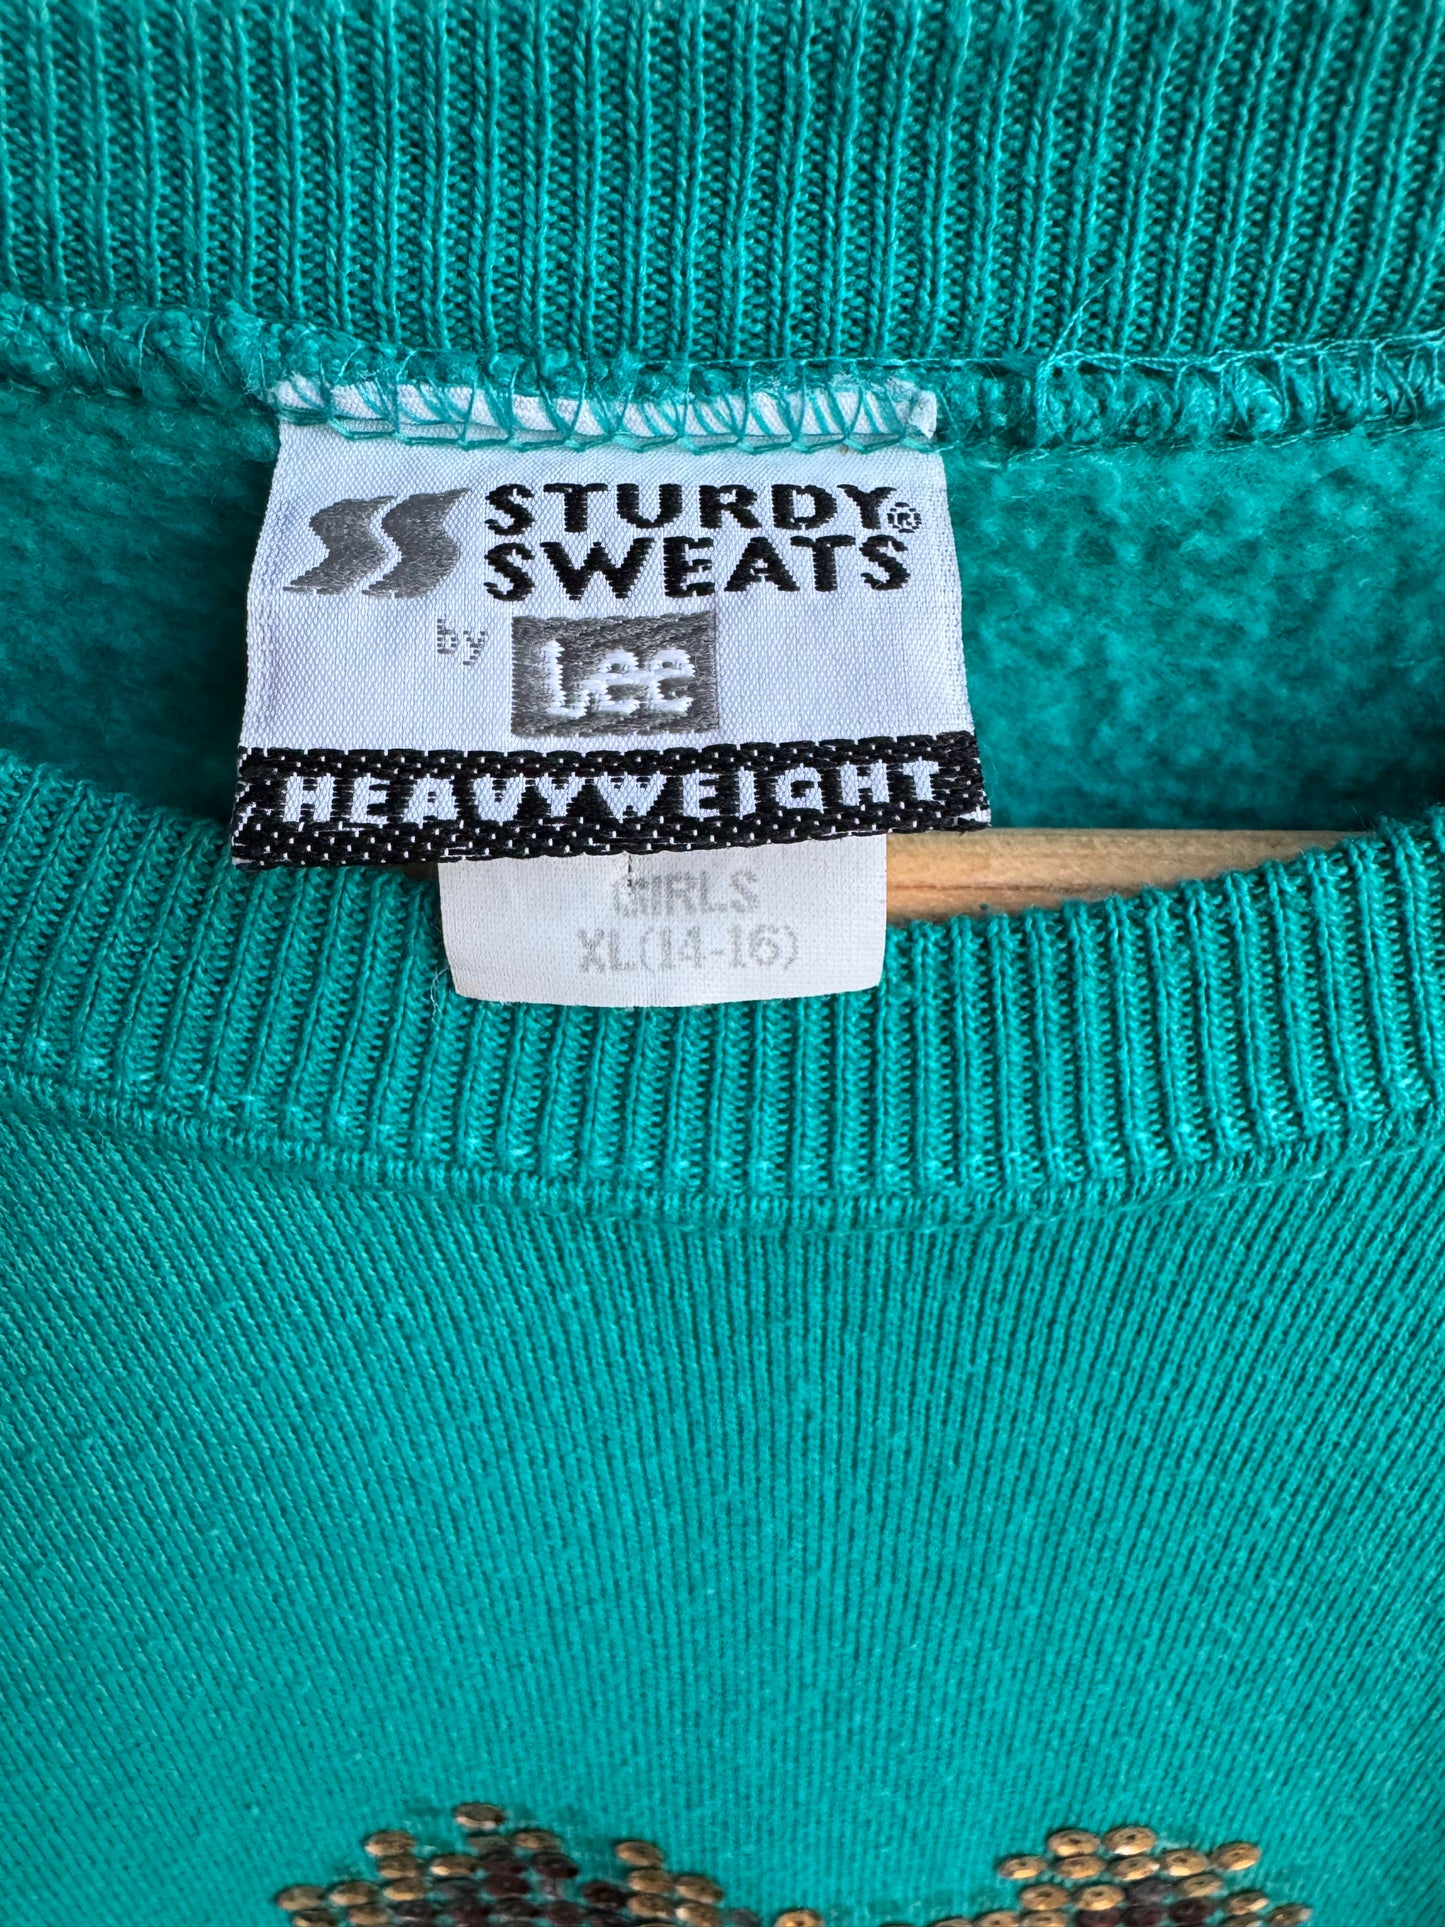 SS STURDY®
SWEATS
by Lee
HEAVYWEIGHT
GIRLS
XL(14-16)